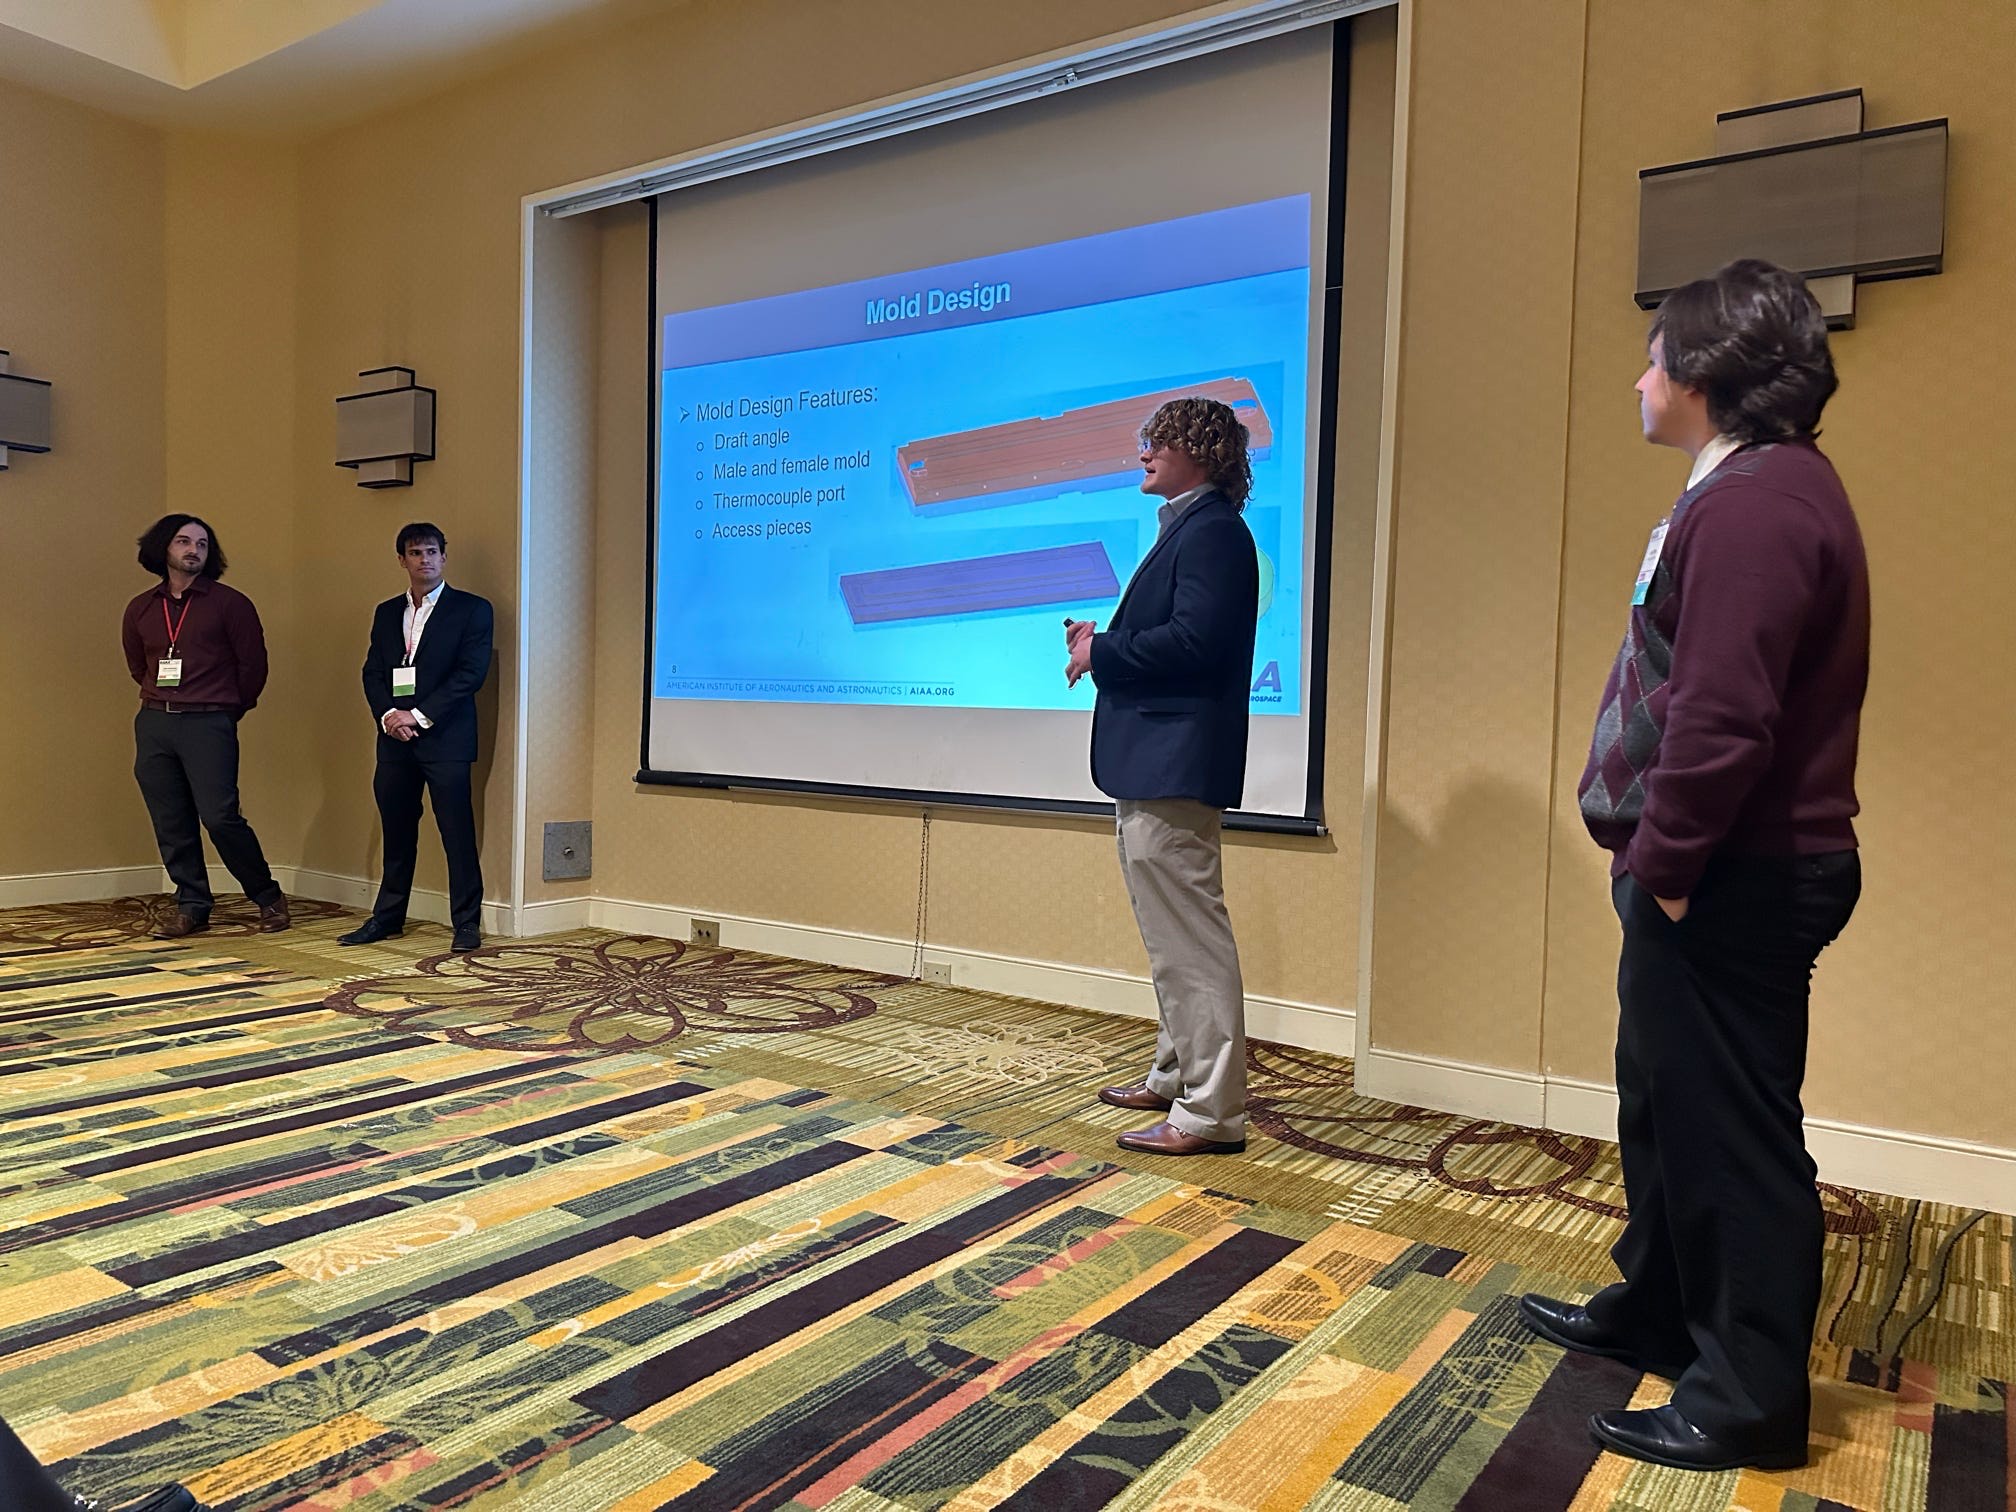 Mold Design
➢ Mold Design Features:
○ Draft angle
○ Male and female mold
○ Thermocouple port
○ Access pieces
8
AMERICAN INSTITUTE OF AERONAUTICS AND ASTRONAUTICS | AIAA.ORG
A
ROSPACE